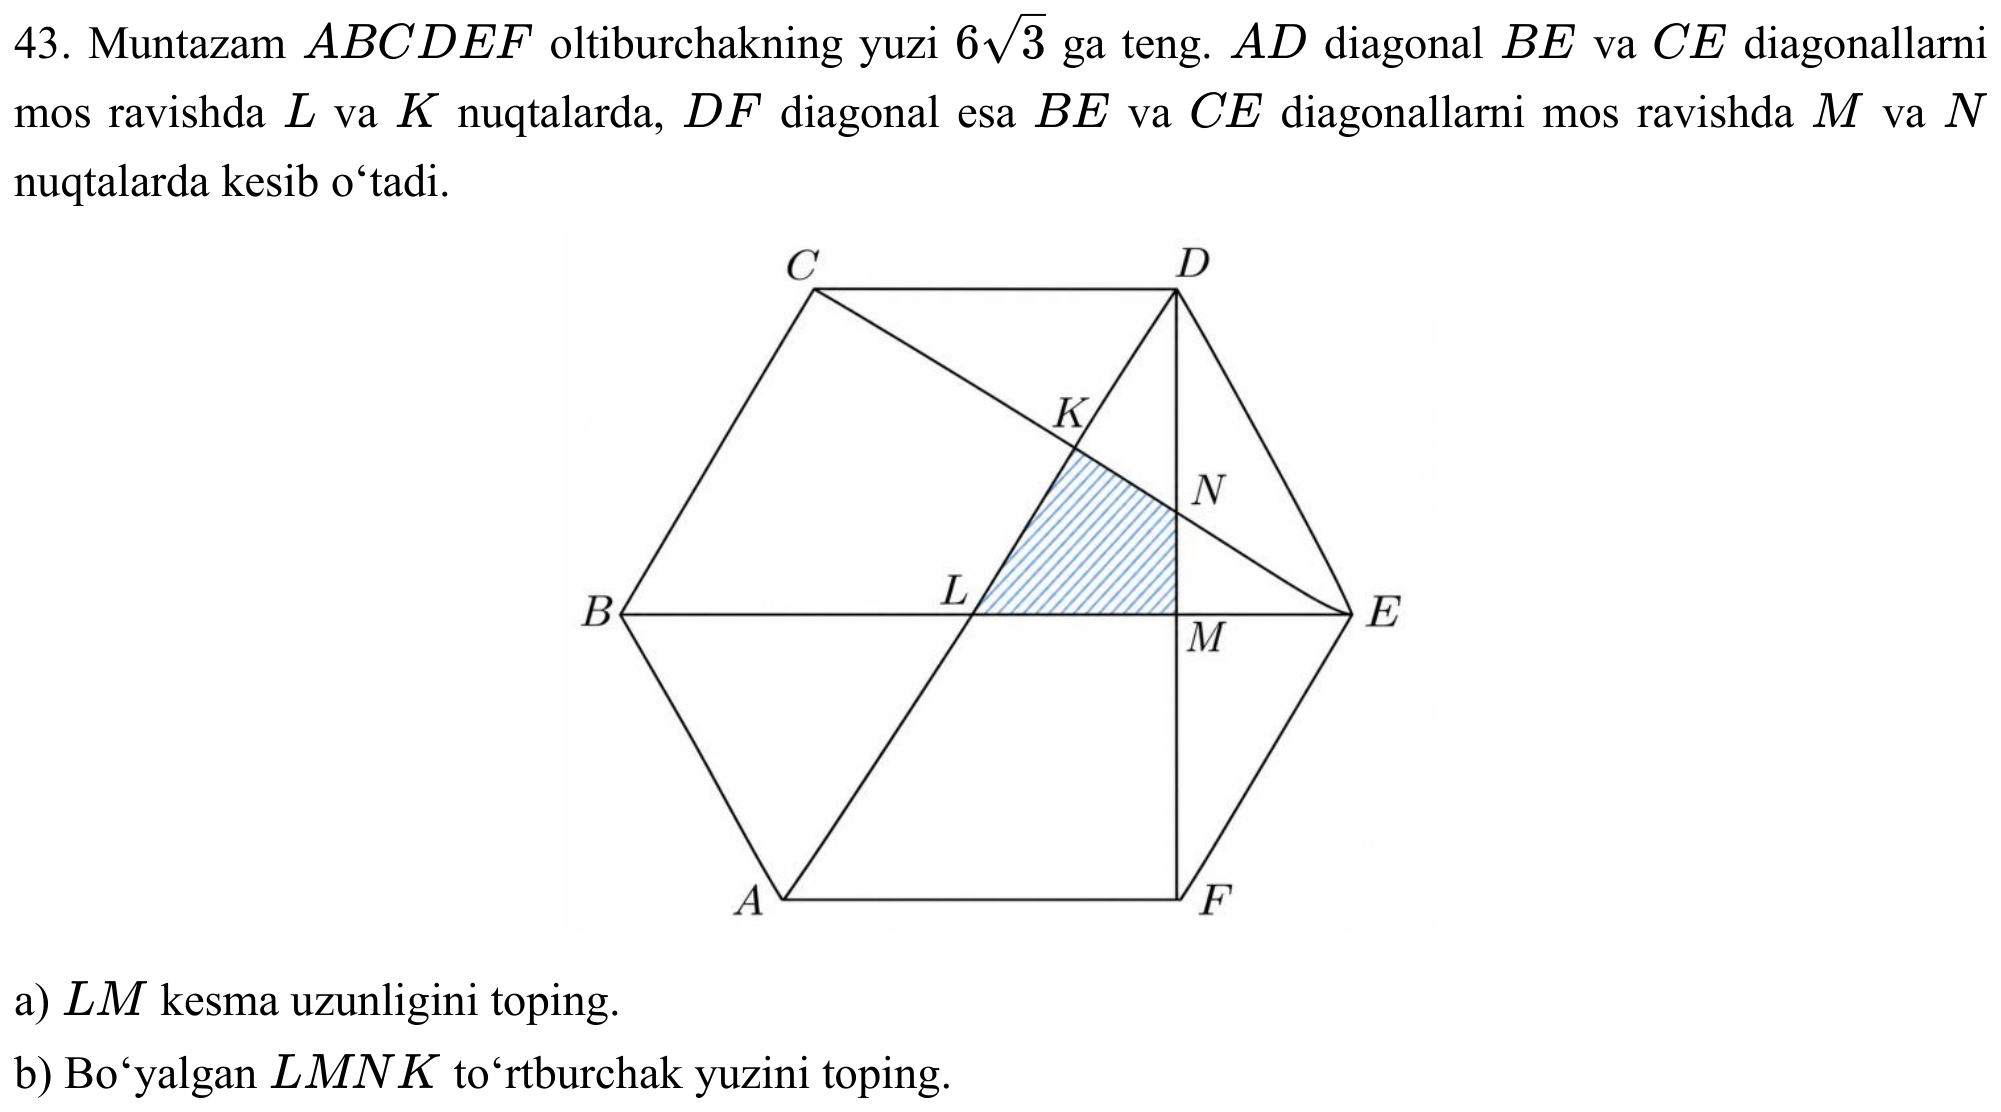 43. Muntazam ABCDEF oltiburchakning yuzi 6√3 ga teng. AD diagonal BE va CE diagonallarni
mos ravishda L va K nuqtalarda, DF diagonal esa BE va CE diagonallarni mos ravishda M va N
nuqtalarda kesib o‘tadi.
C
D
K
N
L
B
M
E
A
F
a) LM kesma uzunligini toping.
b) Bo‘yalgan LMNK to‘rtburchak yuzini toping.